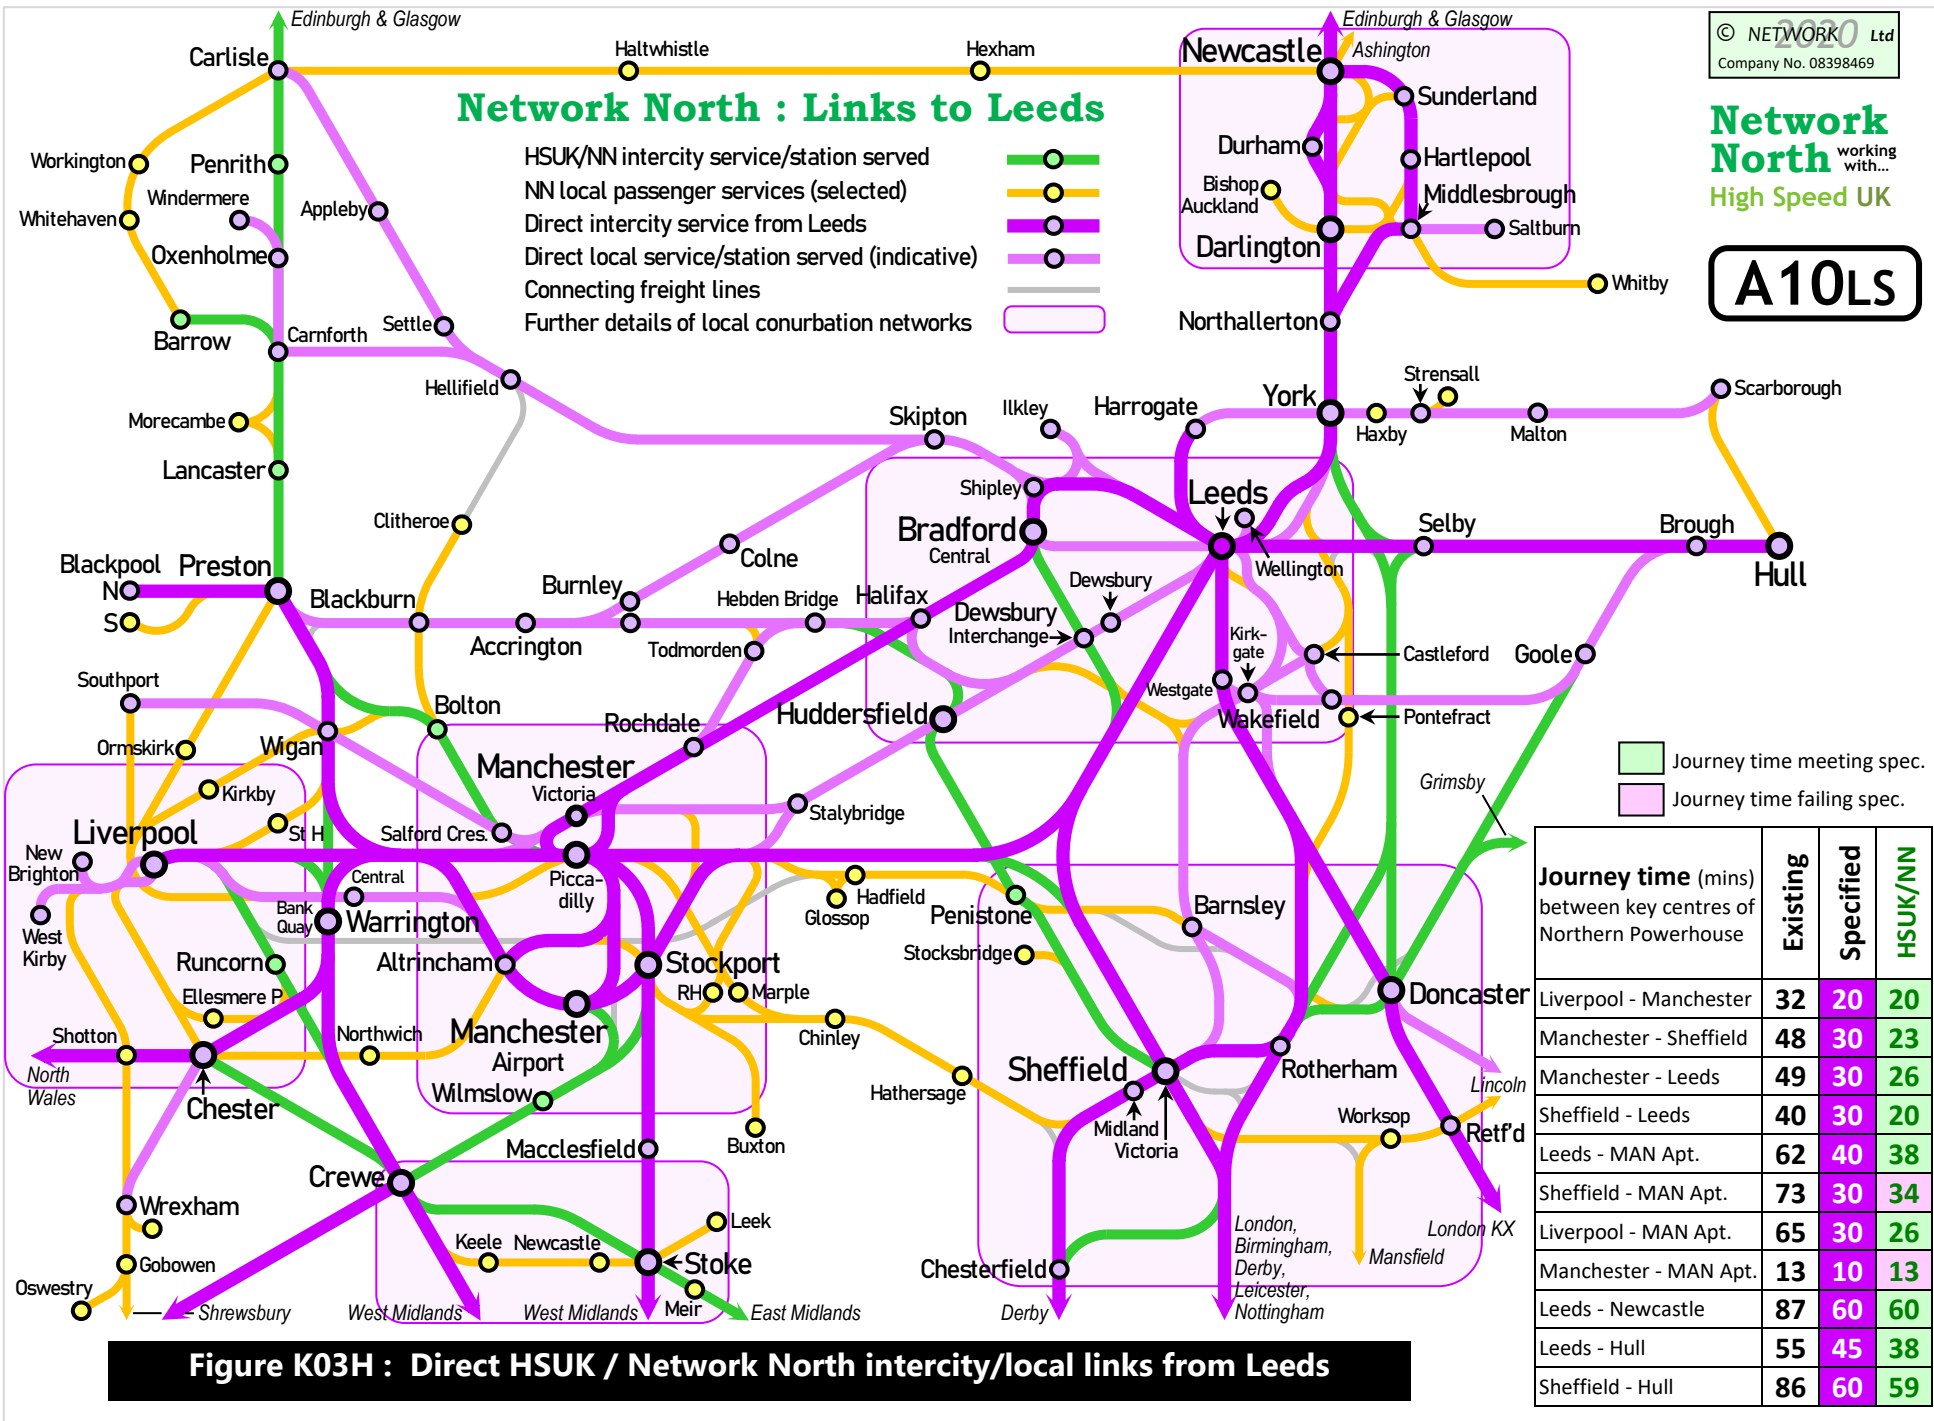 Edinburgh & Glasgow
Edinburgh & Glasgow
© NETWORK 2020 Ltd
Company No. 08398469
Carlisle
Haltwhistle
Hexham
Newcastle
Ashington
Network North : Links to Leeds
Sunderland
Network
North working
with...
High Speed UK
HSUK/NN intercity service/station served
NN local passenger services (selected)
Direct intercity service from Leeds
Direct local service/station served (indicative)
Connecting freight lines
Further details of local conurbation networks
Workington
Penrith
Windermere
Whitehaven
Appleby
Oxenholme
Durham
Hartlepool
Bishop
Auckland
Middlesbrough
Saltburn
Darlington
Whitby
A10LS
Barrow
Carnforth
Settle
Northallerton
Hellifield
Morecambe
Lancaster
Skipton
Ilkley
Harrogate
York
Strensall
Haxby
Malton
Scarborough
Clitheroe
Shipley
Leeds
Bradford
Central
Selby
Brough
Hull
Wellington
Blackpool
N
S
Preston
Blackburn
Burnley
Colne
Accrington
Hebden Bridge
Todmorden
Halifax
Dewsbury
Dewsbury
Interchange
Kirk-
gate
Westgate
Wakefield
Castleford
Goole
Pontefract
Southport
Ormskirk
Wigan
Bolton
Rochdale
Huddersfield
Kirkby
St H
Liverpool
Manchester
Victoria
Salford Cres.
Stalybridge
Grimsby
Journey time meeting spec.
Journey time failing spec.
New
Brighton
West
Kirby
Central
Bank
Quay
Warrington
Picca-
dilly
Glossop
Hadfield
Penistone
Barnsley
Stocksbridge
Runcorn
Altrincham
Stockport
RH
Marple
Doncaster
Ellesmere P
Shotton
Northwich
Manchester
Airport
Chinley
North
Wales
Chester
Wilmslow
Hathersage
Sheffield
Rotherham
Lincoln
Midland
Victoria
Worksop
Retf'd
Buxton
Macclesfield
Crewe
Wrexham
Leek
Keele
Newcastle
Stoke
Meir
Gobowen
Oswestry
Shrewsbury
West Midlands
West Midlands
East Midlands
Chesterfield
Derby
London,
Birmingham,
Derby,
Leicester,
Nottingham
Mansfield
London KX
Journey time (mins)
between key centres of
Northern Powerhouse
Existing
Specified
HSUK/NN
Liverpool - Manchester 32 20 20
Manchester - Sheffield 48 30 23
Manchester - Leeds 49 30 26
Sheffield - Leeds 40 30 20
Leeds - MAN Apt. 62 40 38
Sheffield - MAN Apt. 73 30 34
Liverpool - MAN Apt. 65 30 26
Manchester - MAN Apt. 13 10 13
Leeds - Newcastle 87 60 60
Leeds - Hull 55 45 38
Sheffield - Hull 86 60 59
Figure K03H : Direct HSUK / Network North intercity/local links from Leeds